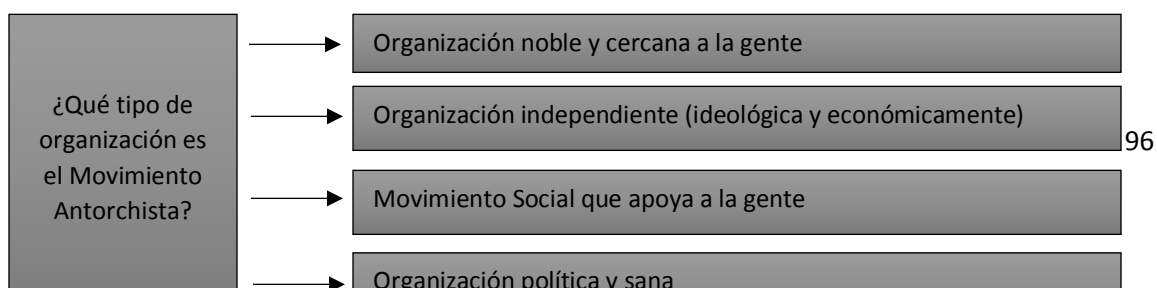 Organización noble y cercana a la gente
¿Qué tipo de
organización es
el Movimiento
Antorchista?
Organización independiente (ideológica y económicamente)
96
Movimiento Social que apoya a la gente
Organización política y sana